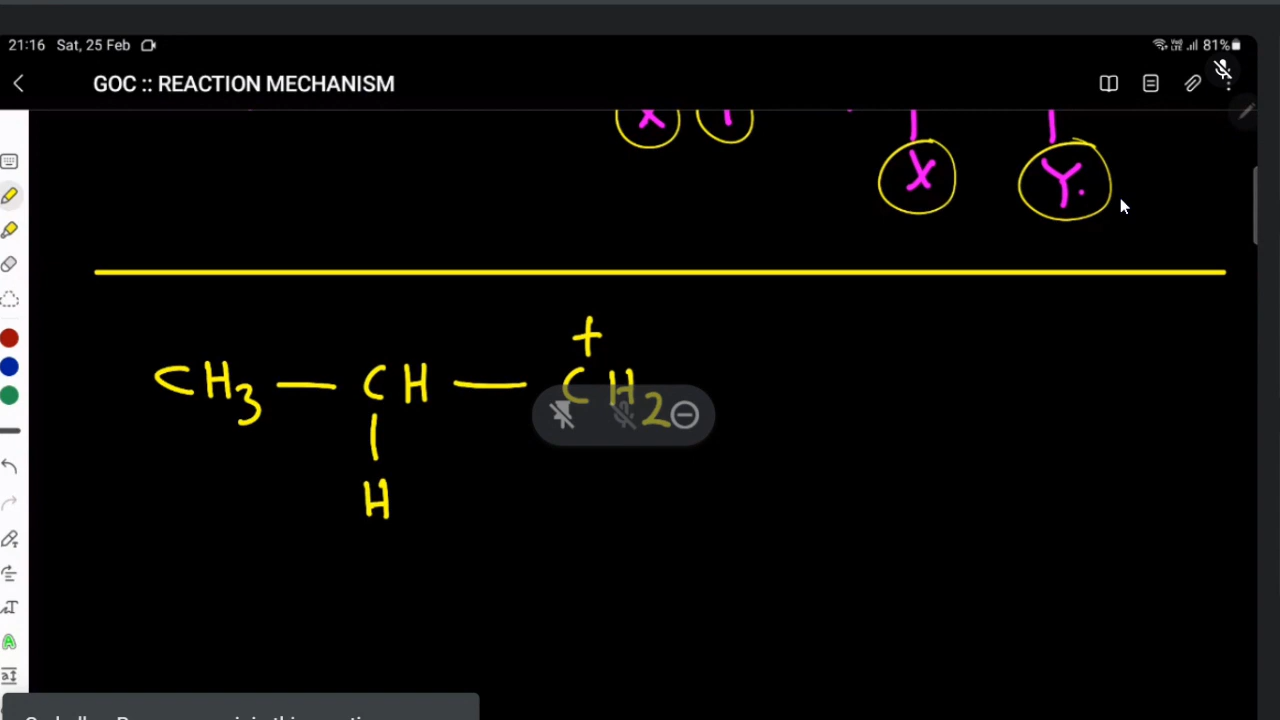 21:16 Sat, 25 Feb 81%
GOC :: REACTION MECHANISM
X Y
X Y.
+
CH3 — CH — CH2
H